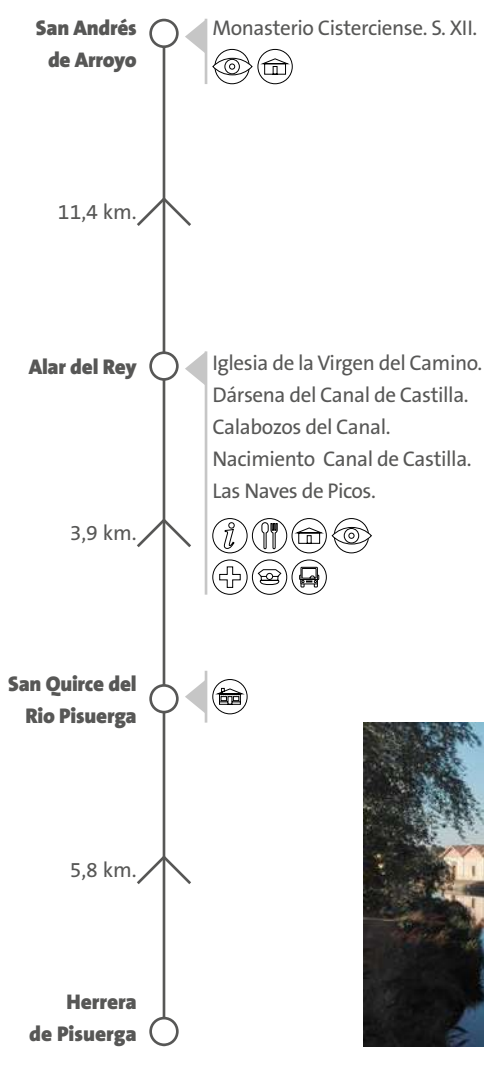 San Andrés
de Arroyo
Monasterio Cisterciense. S. XII.
11,4 km.
Alar del Rey
Iglesia de la Virgen del Camino.
Dársena del Canal de Castilla.
Calabozos del Canal.
Nacimiento Canal de Castilla.
Las Naves de Picos.
3,9 km.
i
San Quirce del
Rio Pisuerga
5,8 km.
Herrera
de Pisuerga